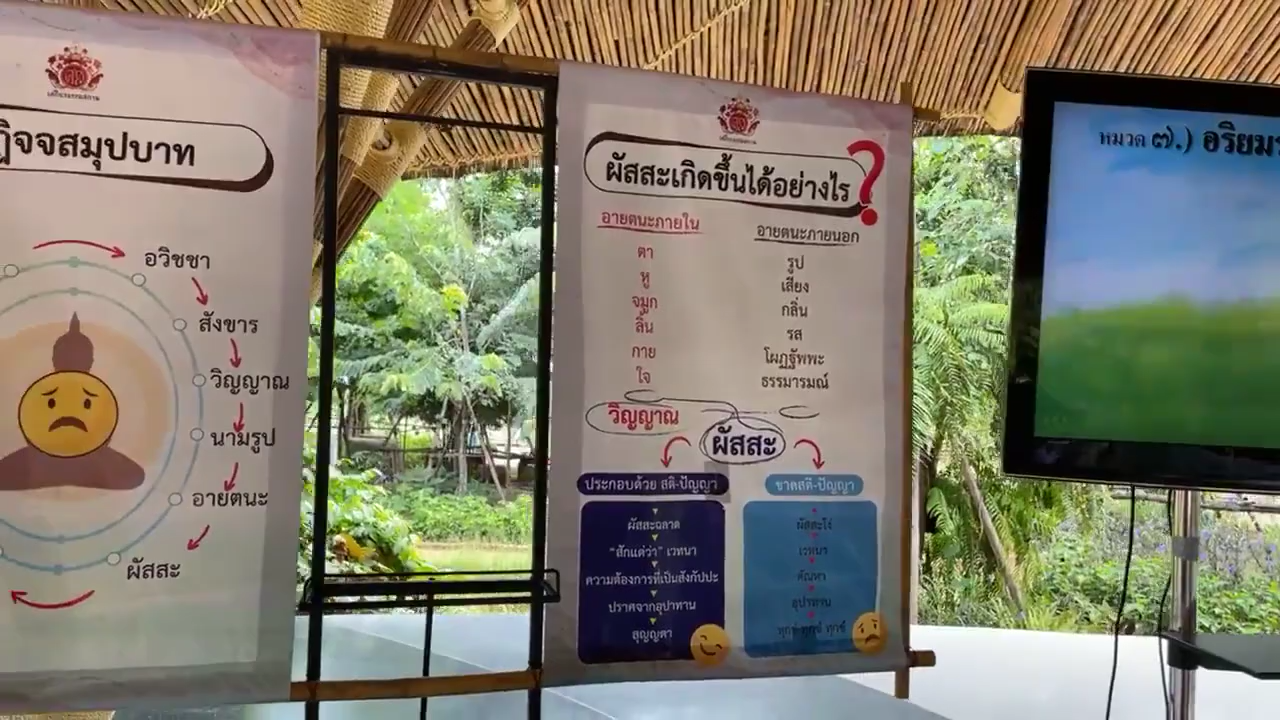 ฏิจจสมุปบาท
อวิชชา
สังขาร
วิญญาณ
นามรูป
อายตนะ
ผัสสะ
ผัสสะเกิดขึ้นได้อย่างไร?
อายตนะภายใน
อายตนะภายนอก
ตา
รูป
หู
เสียง
จมูก
กลิ่น
ลิ้น
รส
กาย
โผฏฐัพพะ
ใจ
ธรรมารมณ์
วิญญาณ
ผัสสะ
ประกอบด้วย สติ-ปัญญา
ผัสสะฉลาด
"สักแต่ว่า" เวทนา
ความต้องการที่เป็นสังกัปปะ
ปราศจากอุปาทาน
สุญญตา
ขาดสติ-ปัญญา
ผัสสะโง่
เวทนา
ตัณหา
อุปาทาน
ทุกข์ ทุกข์ ทุกข์
หมวด ๗.) อริยม